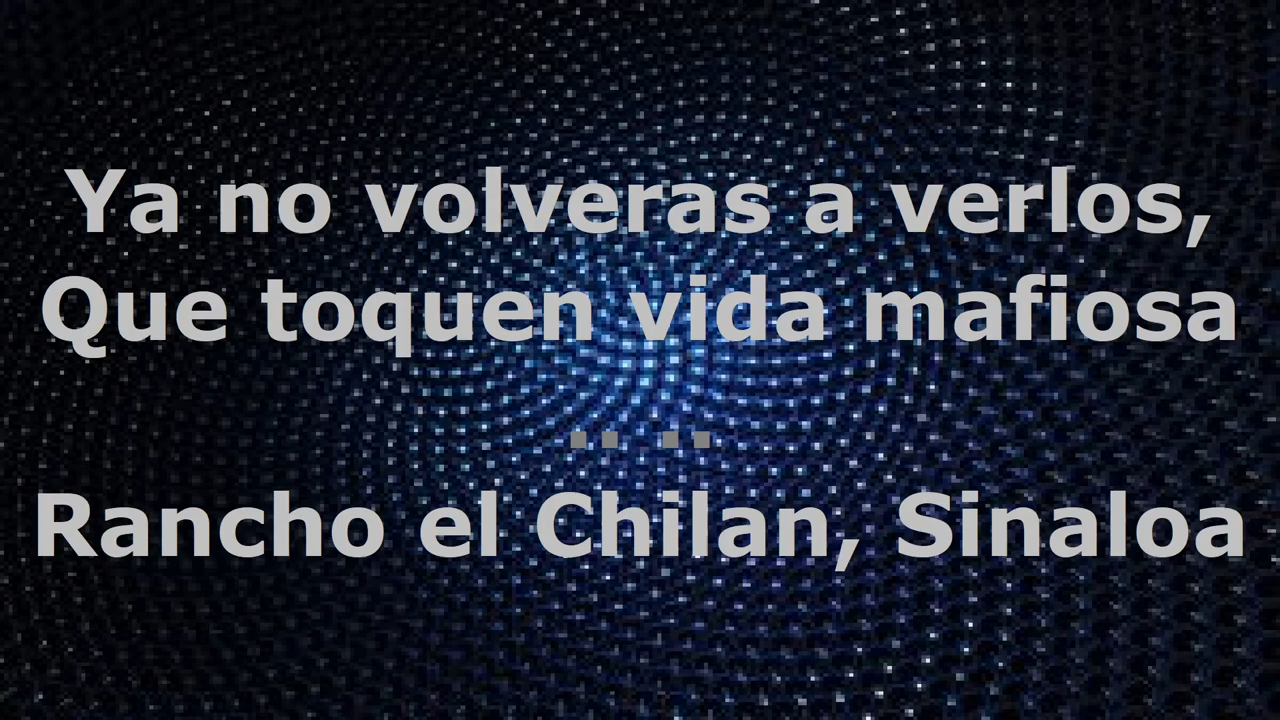 Ya no volveras a verlos,
Que toquen vida mafiosa
.. ..
Rancho el Chilan, Sinaloa